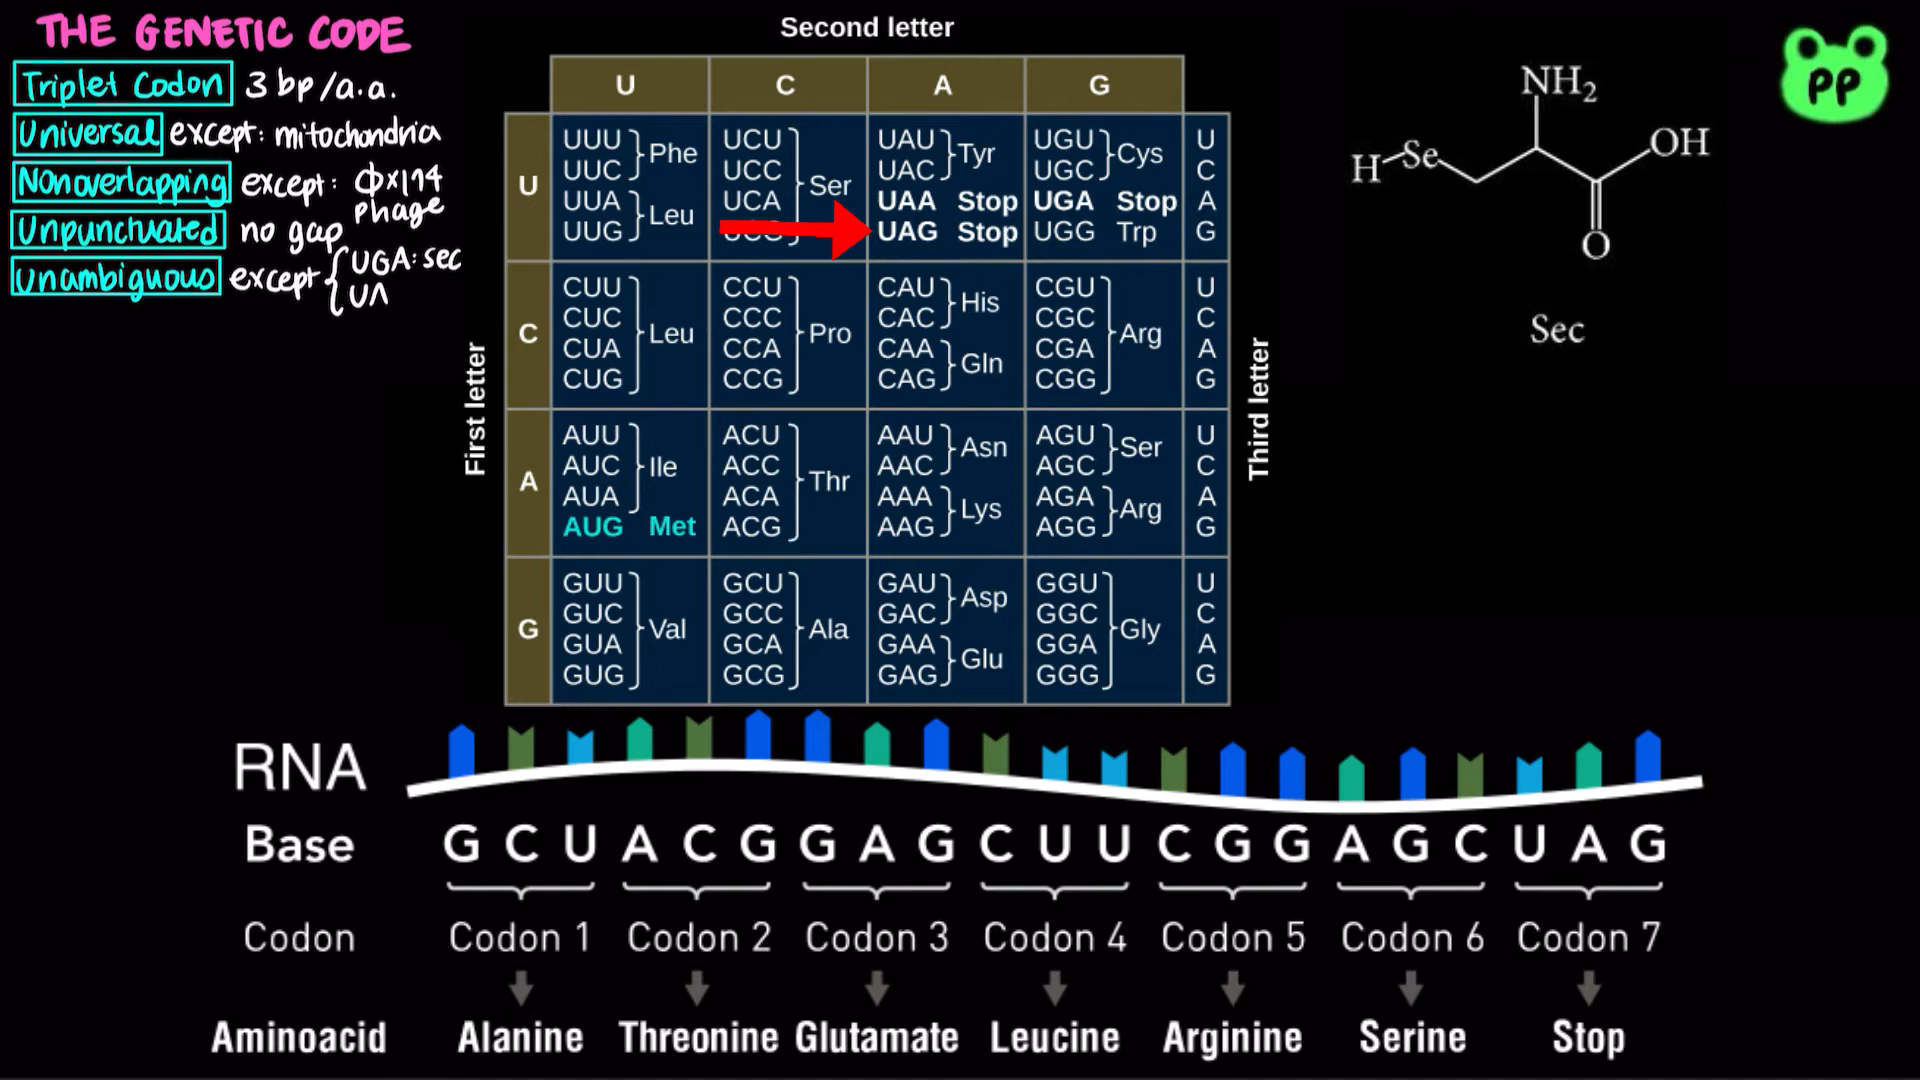 THE GENETIC CODE
Triplet Codon 3 bp/a.a.
Universal except: mitochondria
Nonoverlapping except: ΦX174 phage
Unpunctuated no gap
Unambiguous except { UGA: sec
UA
PP
Second letter
U C A G
First letter
Third letter
U
UUU UUC Phe
UUA UUG Leu
UCU UCC UCA Ser
UAU UAC Tyr
UAA Stop
UAG Stop
UGU UGC Cys
UGA Stop
UGG Trp
U C A G
C
CUU CUC CUA CUG Leu
CCU CCC CCA CCG Pro
CAU CAC His
CAA CAG Gln
CGU CGC CGA CGG Arg
U C A G
A
AUU AUC AUA Ile
AUG Met
ACU ACC ACA ACG Thr
AAU AAC Asn
AAA AAG Lys
AGU AGC Ser
AGA AGG Arg
U C A G
G
GUU GUC GUA GUG Val
GCU GCC GCA GCG Ala
GAU GAC Asp
GAA GAG Glu
GGU GGC GGA GGG Gly
U C A G
NH2
H Se OH
O
Sec
RNA
Base G C U A C G G A G C U U C G G A G C U A G
Codon Codon 1 Codon 2 Codon 3 Codon 4 Codon 5 Codon 6 Codon 7
Aminoacid Alanine Threonine Glutamate Leucine Arginine Serine Stop